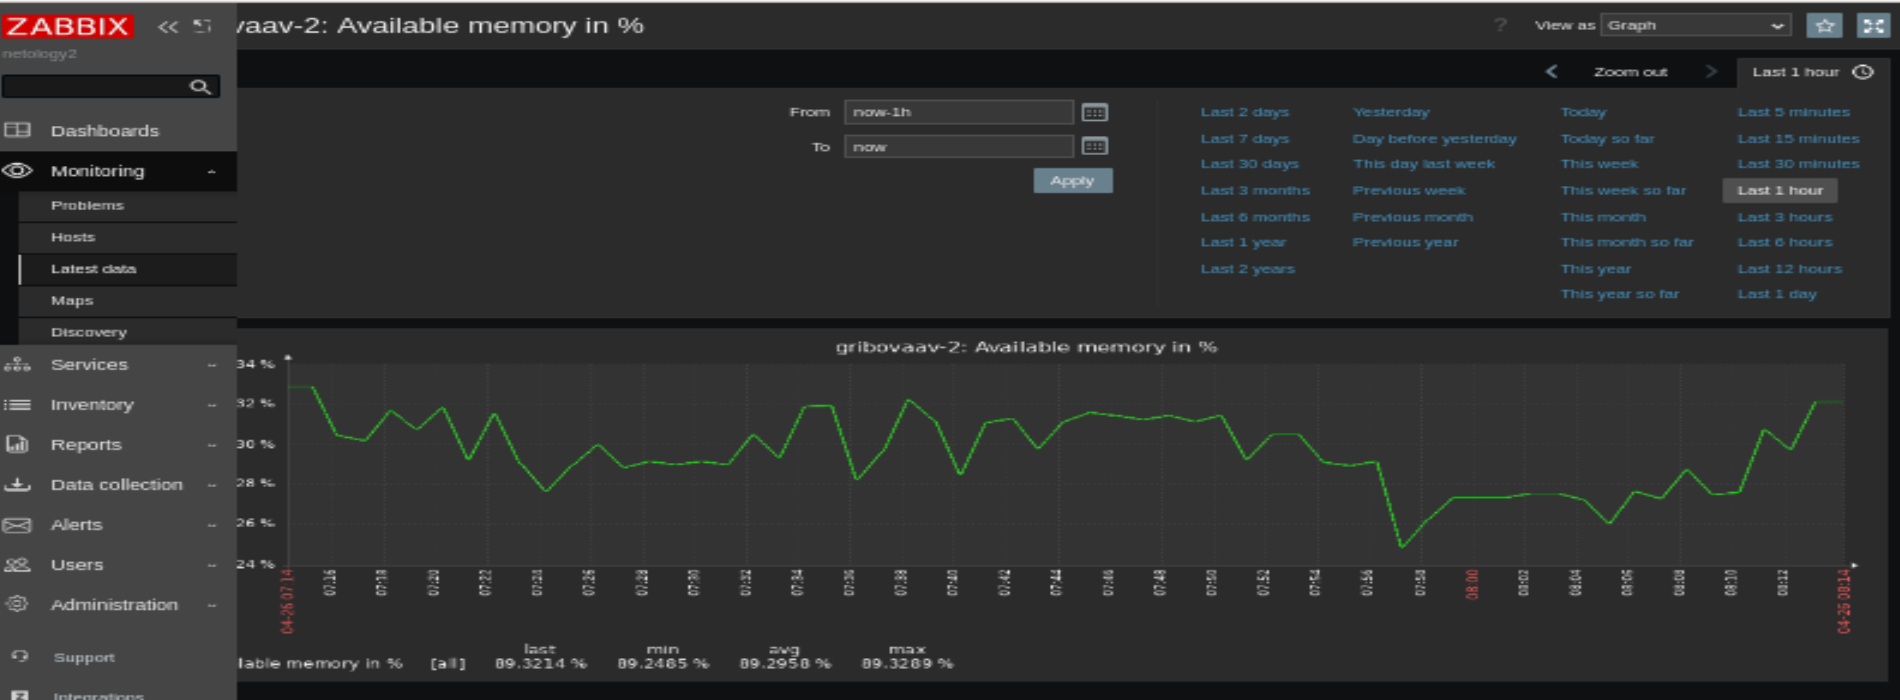 ZABBIX
vaav-2: Available memory in %
? View as Graph
netology2
Zoom out
Last 1 hour
Dashboards
Monitoring
Problems
Hosts
Latest data
Maps
Discovery
Services
Inventory
Reports
Data collection
Alerts
Users
Administration
Support
Integrations
From now-1h
To now
Apply
Last 2 days Yesterday Today Last 5 minutes
Last 7 days Day before yesterday Today so far Last 15 minutes
Last 30 days This day last week This week Last 30 minutes
Last 3 months Previous week This week so far Last 1 hour
Last 6 months Previous month This month Last 3 hours
Last 1 year Previous year This month so far Last 6 hours
Last 2 years This year Last 12 hours
This year so far Last 1 day
gribovaav-2: Available memory in %
34 %
32 %
30 %
28 %
26 %
24 %
04-26 07:14 07:16 07:18 07:20 07:22 07:24 07:26 07:28 07:30 07:32 07:34 07:36 07:38 07:40 07:42 07:44 07:46 07:48 07:50 07:52 07:54 07:56 07:58 08:00 08:02 08:04 08:06 08:08 08:10 08:12 04-26 08:14
last min avg max
lable memory in % [all] 89.3214 % 89.2485 % 89.2958 % 89.3289 %